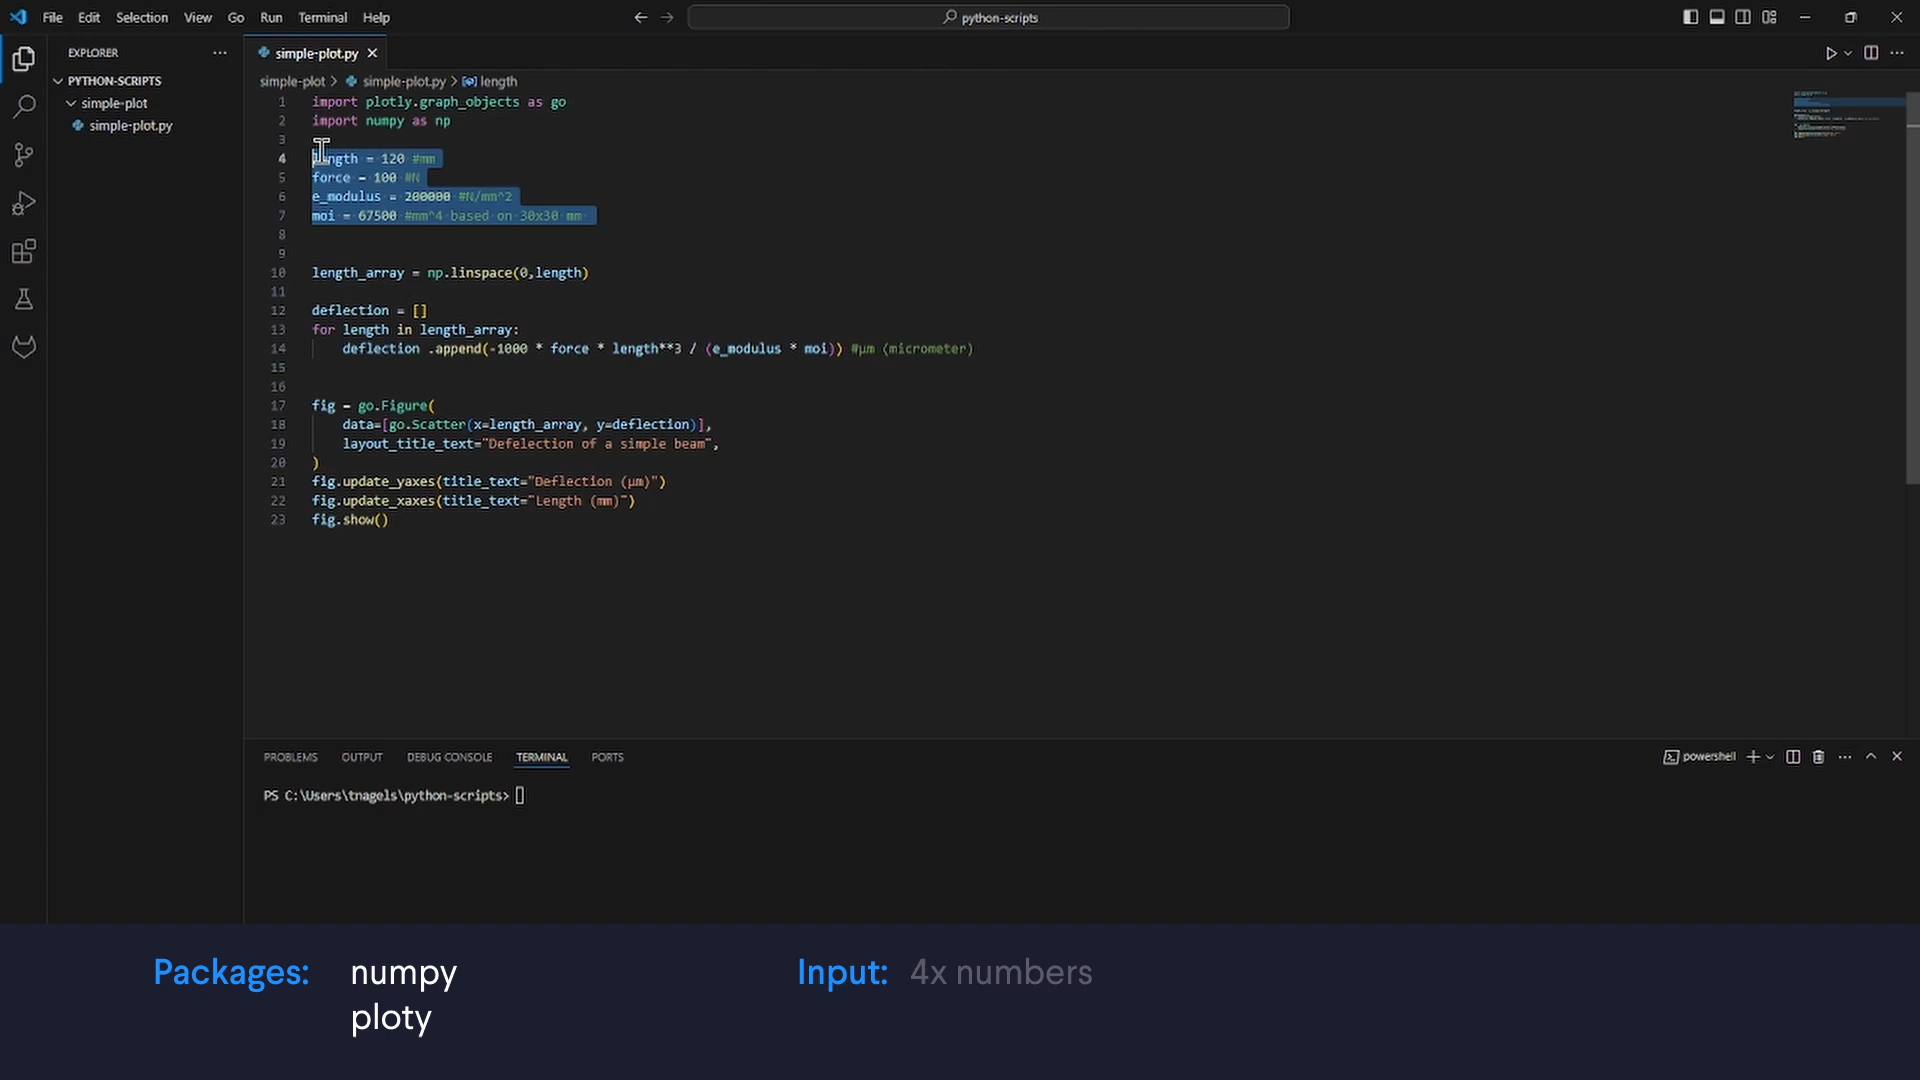 File Edit Selection View Go Run Terminal Help
python-scripts
EXPLORER
PYTHON-SCRIPTS
simple-plot
simple-plot.py
simple-plot.py
simple-plot > simple-plot.py > length
1 import plotly.graph_objects as go
2 import numpy as np
3
4 length = 120 #mm
5 force = 100 #N
6 e_modulus = 200000 #N/mm^2
7 moi = 67500 #mm^4 based on 30x30 mm
8
9
10 length_array = np.linspace(0,length)
11
12 deflection = []
13 for length in length_array:
14 deflection .append(-1000 * force * length**3 / (e_modulus * moi)) #μm (micrometer)
15
16
17 fig = go.Figure(
18 data=[go.Scatter(x=length_array, y=deflection)],
19 layout_title_text="Defelection of a simple beam",
20 )
21 fig.update_yaxes(title_text="Deflection (μm)")
22 fig.update_xaxes(title_text="Length (mm)")
23 fig.show()
PROBLEMS OUTPUT DEBUG CONSOLE TERMINAL PORTS
powershell
PS C:\Users\tnagels\python-scripts>
Packages: numpy
ploty
Input: 4x numbers